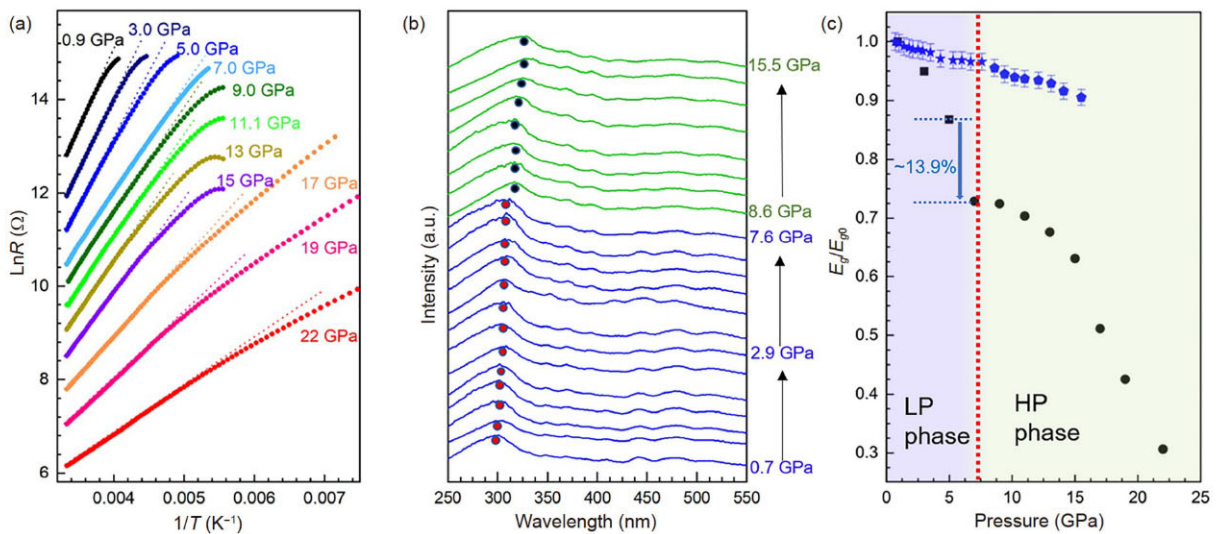 (a)
0.9 GPa
3.0 GPa
5.0 GPa
7.0 GPa
9.0 GPa
11.1 GPa
13 GPa
15 GPa
17 GPa
19 GPa
22 GPa
LnR (Ω)
14
12
10
8
6
0.004
0.005
0.006
0.007
1/T (K⁻¹)
(b)
15.5 GPa
8.6 GPa
7.6 GPa
2.9 GPa
0.7 GPa
Intensity (a.u.)
250 300 350 400 450 500 550
Wavelength (nm)
(c)
1.0
0.9
0.8
0.7
0.6
0.5
0.4
0.3
~13.9%
LP
phase
HP
phase
Eg/Eg0
0 5 10 15 20 25
Pressure (GPa)